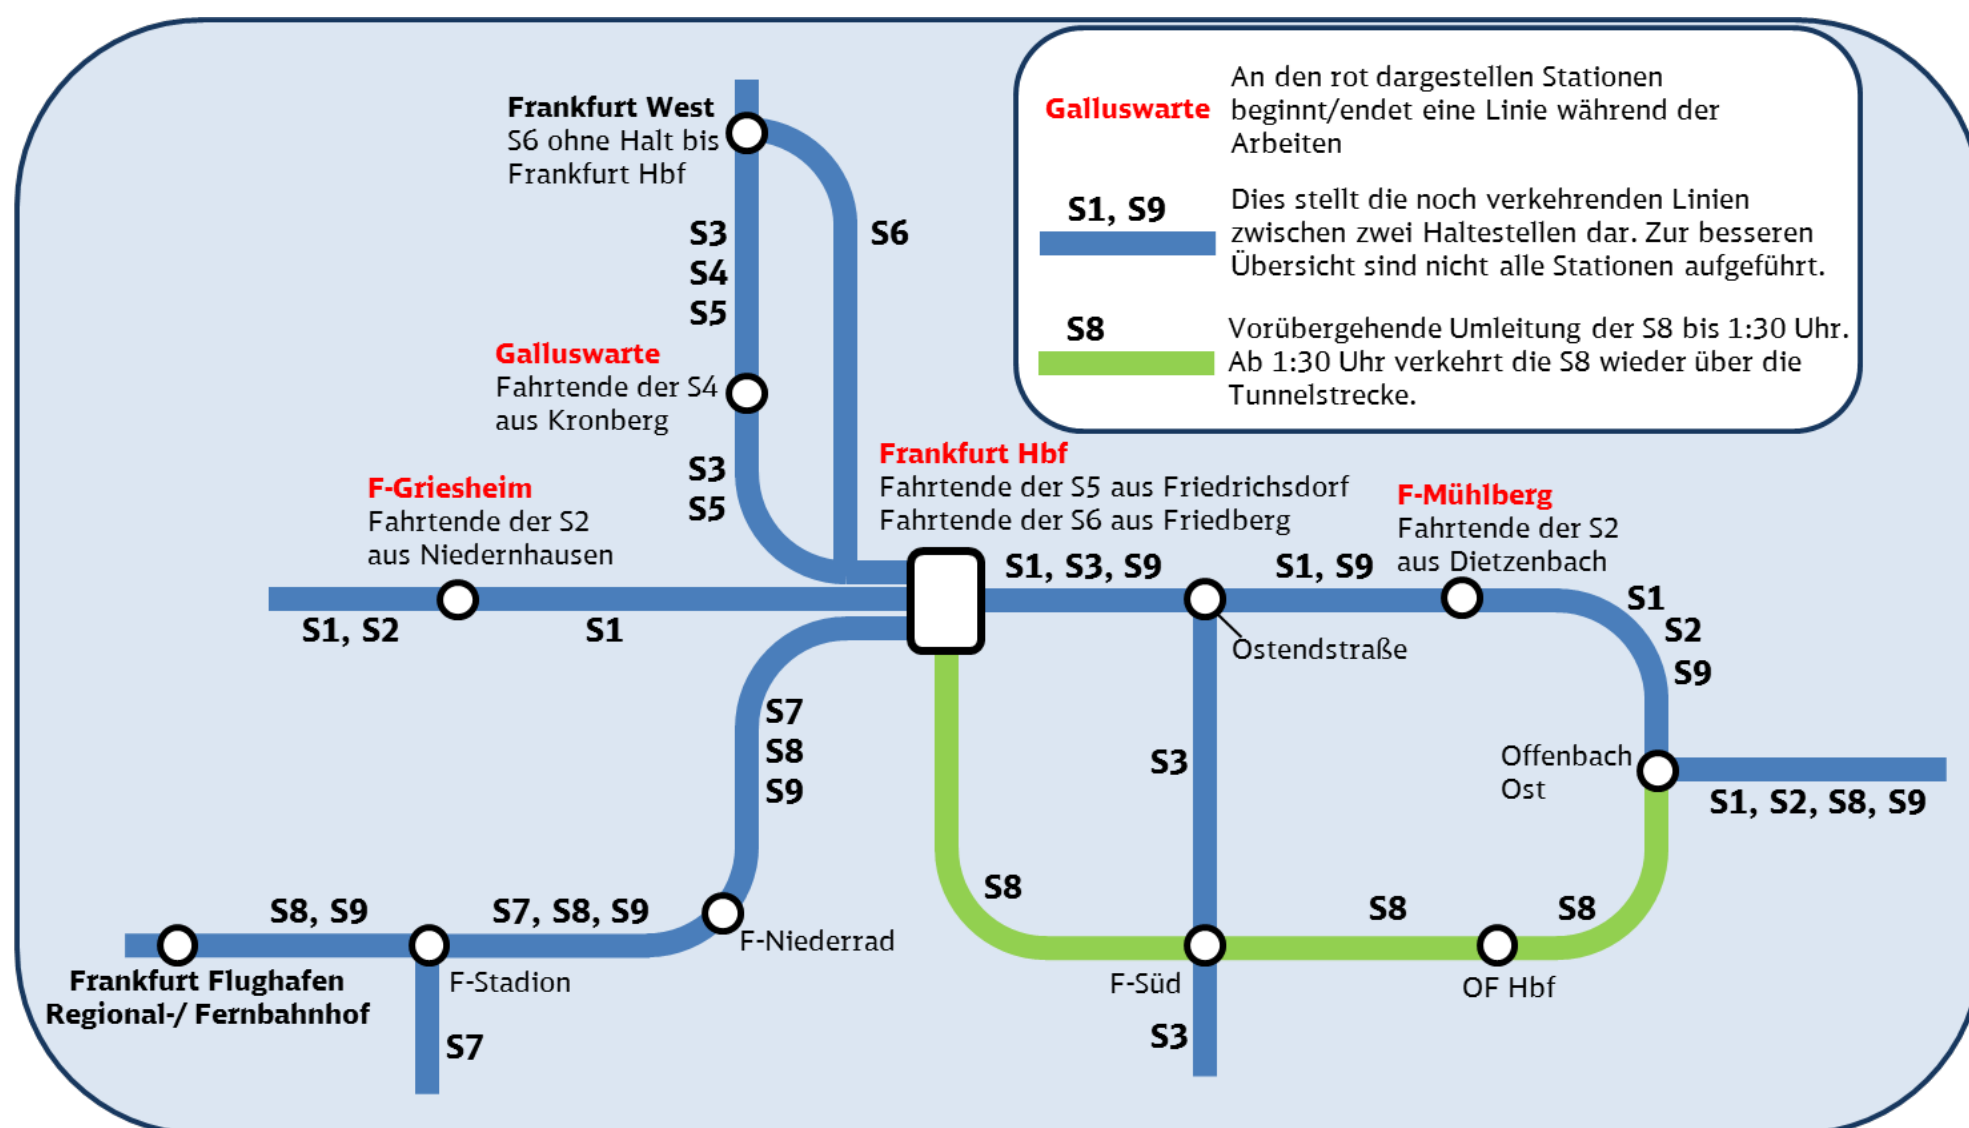 Frankfurt West
S6 ohne Halt bis
Frankfurt Hbf
S3
S4
S5
S6
Galluswarte
Fahrtende der S4
aus Kronberg
S3
S5
F-Griesheim
Fahrtende der S2
aus Niedernhausen
S1, S2
S1
Galluswarte
An den rot dargestellen Stationen
beginnt/endet eine Linie während der
Arbeiten
S1, S9
Dies stellt die noch verkehrenden Linien
zwischen zwei Haltestellen dar. Zur besseren
Übersicht sind nicht alle Stationen aufgeführt.
S8
Vorübergehende Umleitung der S8 bis 1:30 Uhr.
Ab 1:30 Uhr verkehrt die S8 wieder über die
Tunnelstrecke.
Frankfurt Hbf
Fahrtende der S5 aus Friedrichsdorf
Fahrtende der S6 aus Friedberg
F-Mühlberg
Fahrtende der S2
aus Dietzenbach
S1, S3, S9
S1, S9
Ostendstraße
S1
S2
S9
S7
S8
S9
S3
Offenbach
Ost
S1, S2, S8, S9
S8, S9
S7, S8, S9
F-Niederrad
Frankfurt Flughafen
Regional-/ Fernbahnhof
F-Stadion
S7
S8
S8
S8
F-Süd
OF Hbf
S3